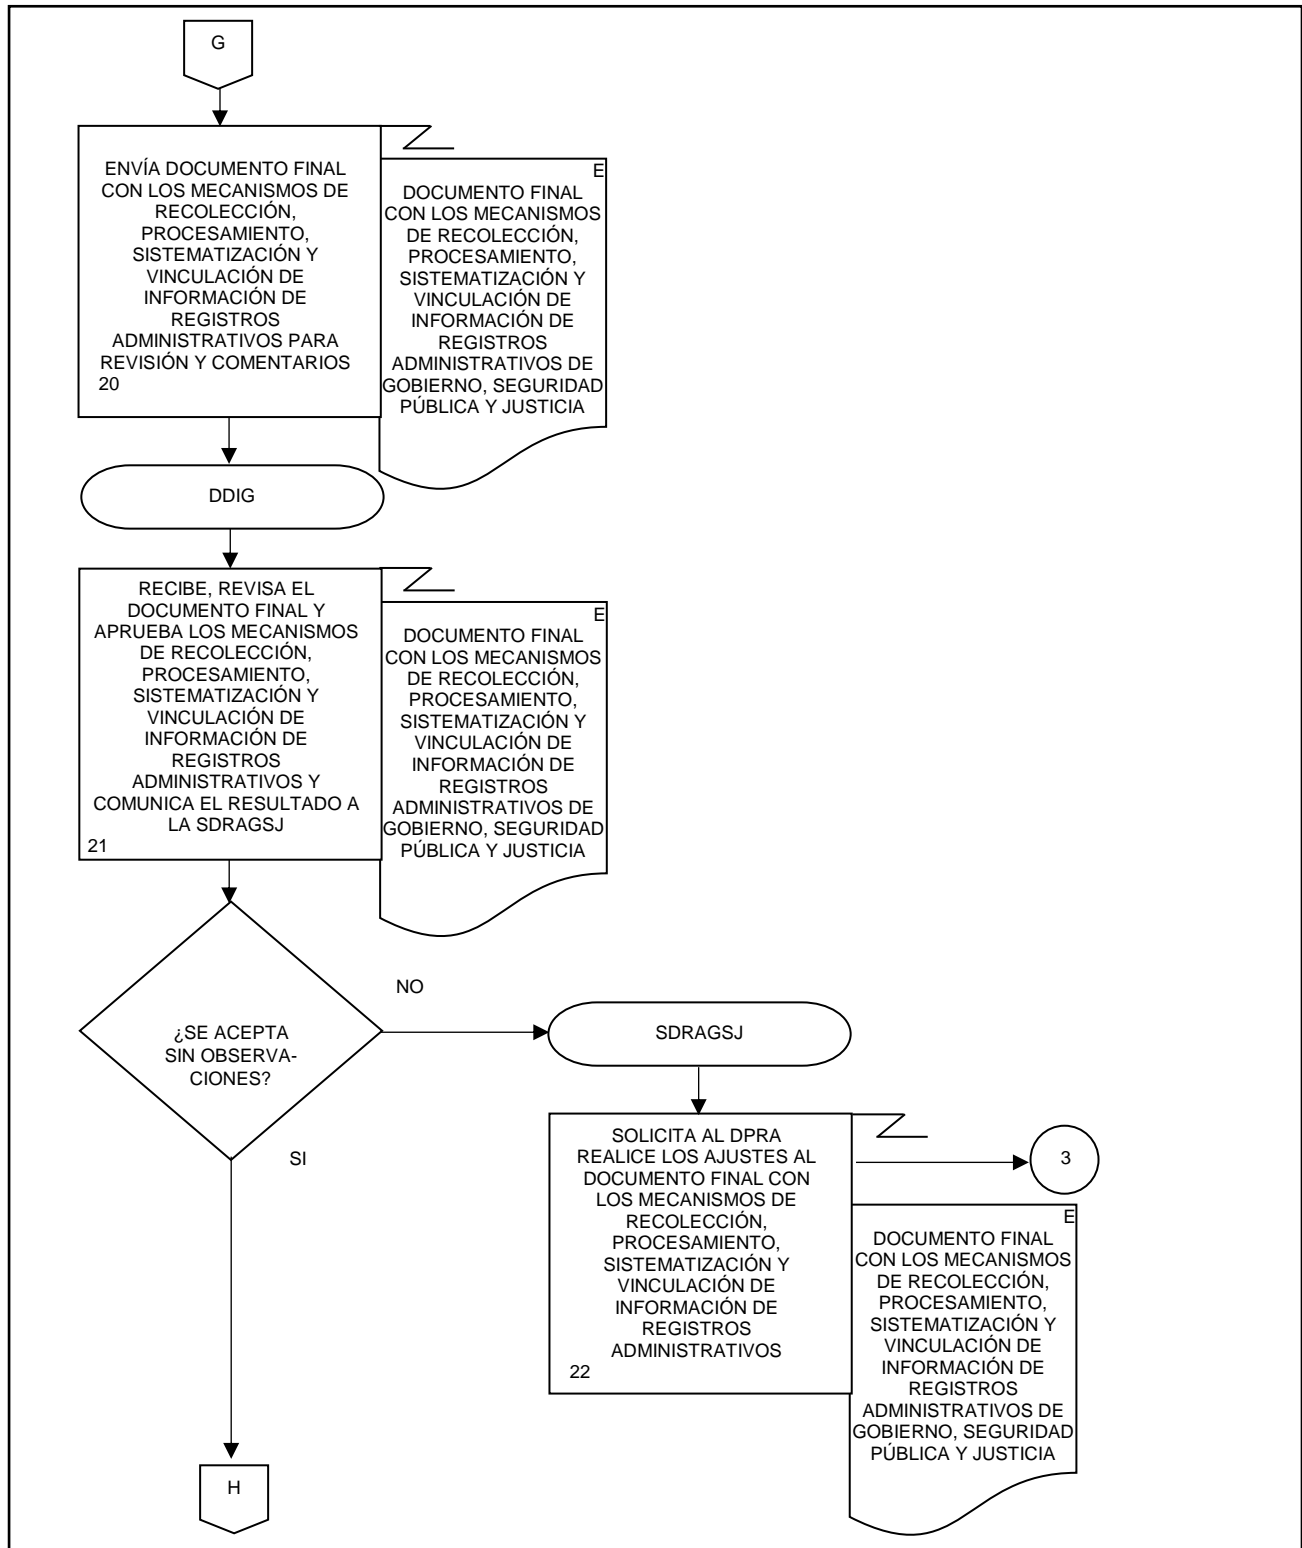 G
ENVÍA DOCUMENTO FINAL
CON LOS MECANISMOS DE
RECOLECCIÓN,
PROCESAMIENTO,
SISTEMATIZACIÓN Y
VINCULACIÓN DE
INFORMACIÓN DE
REGISTROS
ADMINISTRATIVOS PARA
REVISIÓN Y COMENTARIOS
20
E
DOCUMENTO FINAL
CON LOS MECANISMOS
DE RECOLECCIÓN,
PROCESAMIENTO,
SISTEMATIZACIÓN Y
VINCULACIÓN DE
INFORMACIÓN DE
REGISTROS
ADMINISTRATIVOS DE
GOBIERNO, SEGURIDAD
PÚBLICA Y JUSTICIA
DDIG
RECIBE, REVISA EL
DOCUMENTO FINAL Y
APRUEBA LOS MECANISMOS
DE RECOLECCIÓN,
PROCESAMIENTO,
SISTEMATIZACIÓN Y
VINCULACIÓN DE
INFORMACIÓN DE
REGISTROS
ADMINISTRATIVOS Y
COMUNICA EL RESULTADO A
LA SDRAGSJ
21
E
DOCUMENTO FINAL
CON LOS MECANISMOS
DE RECOLECCIÓN,
PROCESAMIENTO,
SISTEMATIZACIÓN Y
VINCULACIÓN DE
INFORMACIÓN DE
REGISTROS
ADMINISTRATIVOS DE
GOBIERNO, SEGURIDAD
PÚBLICA Y JUSTICIA
¿SE ACEPTA
SIN OBSERVA-
CIONES?
NO
SDRAGSJ
SI
SOLICITA AL DPRA
REALICE LOS AJUSTES AL
DOCUMENTO FINAL CON
LOS MECANISMOS DE
RECOLECCIÓN,
PROCESAMIENTO,
SISTEMATIZACIÓN Y
VINCULACIÓN DE
INFORMACIÓN DE
REGISTROS
ADMINISTRATIVOS
22
3
E
DOCUMENTO FINAL
CON LOS MECANISMOS
DE RECOLECCIÓN,
PROCESAMIENTO,
SISTEMATIZACIÓN Y
VINCULACIÓN DE
INFORMACIÓN DE
REGISTROS
ADMINISTRATIVOS DE
GOBIERNO, SEGURIDAD
PÚBLICA Y JUSTICIA
H